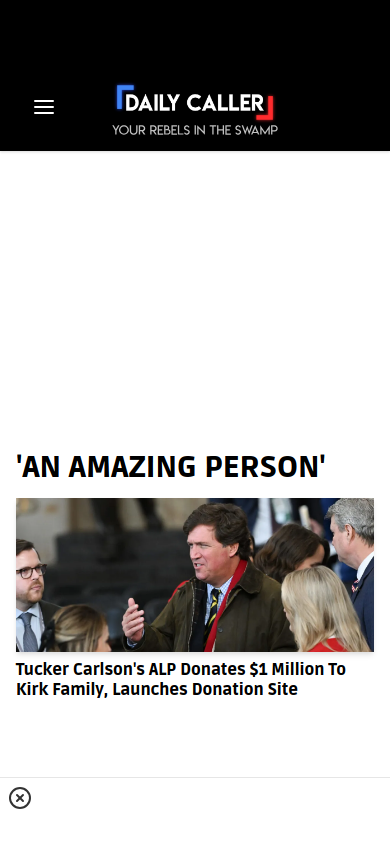 DAILY CALLER
YOUR REBELS IN THE SWAMP
'AN AMAZING PERSON'
Tucker Carlson's ALP Donates $1 Million To
Kirk Family, Launches Donation Site